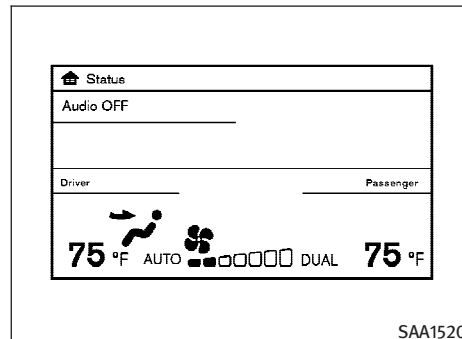 Status
Audio OFF
Driver Passenger
75 °F AUTO DUAL 75 °F
SAA1520